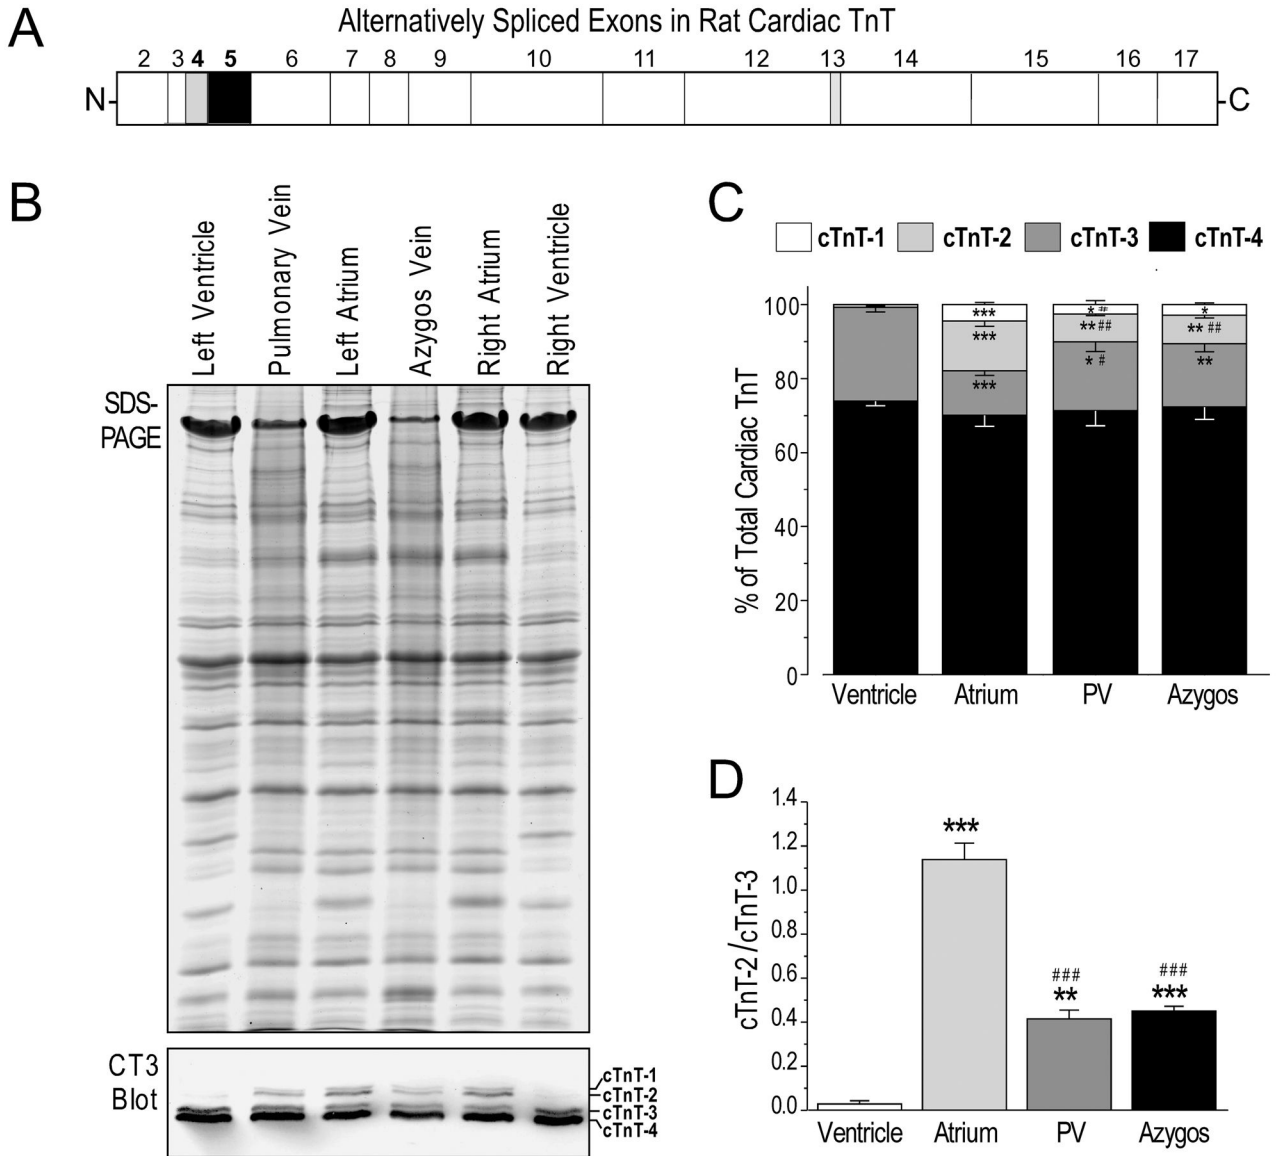 A
Alternatively Spliced Exons in Rat Cardiac TnT
2 3 4 5 6 7 8 9 10 11 12 13 14 15 16 17
N
C
B
Left Ventricle
Pulmonary Vein
Left Atrium
Azygos Vein
Right Atrium
Right Ventricle
SDS-
PAGE
CT3
Blot
cTnT-1
cTnT-2
cTnT-3
cTnT-4
C
cTnT-1 cTnT-2 cTnT-3 cTnT-4
% of Total Cardiac TnT
100
80
60
40
20
0
***
***
***
* ##
** ##
* #
*
** ##
**
Ventricle Atrium PV Azygos
D
cTnT-2/cTnT-3
1.4
1.2
1.0
0.8
0.6
0.4
0.2
0.0
***
###
**
###
***
Ventricle Atrium PV Azygos